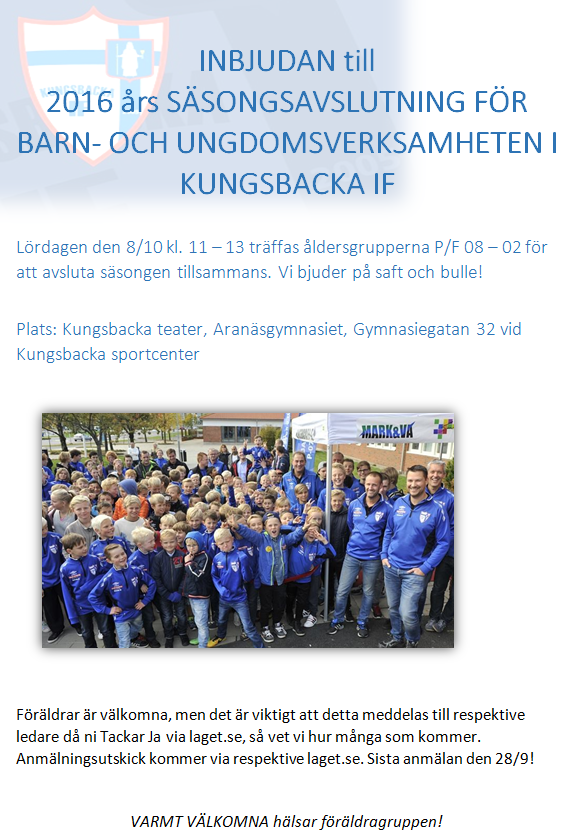 KUNGSBACKA
IF
INBJUDAN till
2016 års SÄSONGSAVSLUTNING FÖR
BARN- OCH UNGDOMSVERKSAMHETEN I
KUNGSBACKA IF
Lördagen den 8/10 kl. 11 – 13 träffas åldersgrupperna P/F 08 – 02 för
att avsluta säsongen tillsammans. Vi bjuder på saft och bulle!
Plats: Kungsbacka teater, Aranäsgymnasiet, Gymnasiegatan 32 vid
Kungsbacka sportcenter
MARK&VA
Föräldrar är välkomna, men det är viktigt att detta meddelas till respektive
ledare då ni Tackar Ja via laget.se, så vet vi hur många som kommer.
Anmälningsutskick kommer via respektive laget.se. Sista anmälan den 28/9!
VARMT VÄLKOMNA hälsar föräldragruppen!